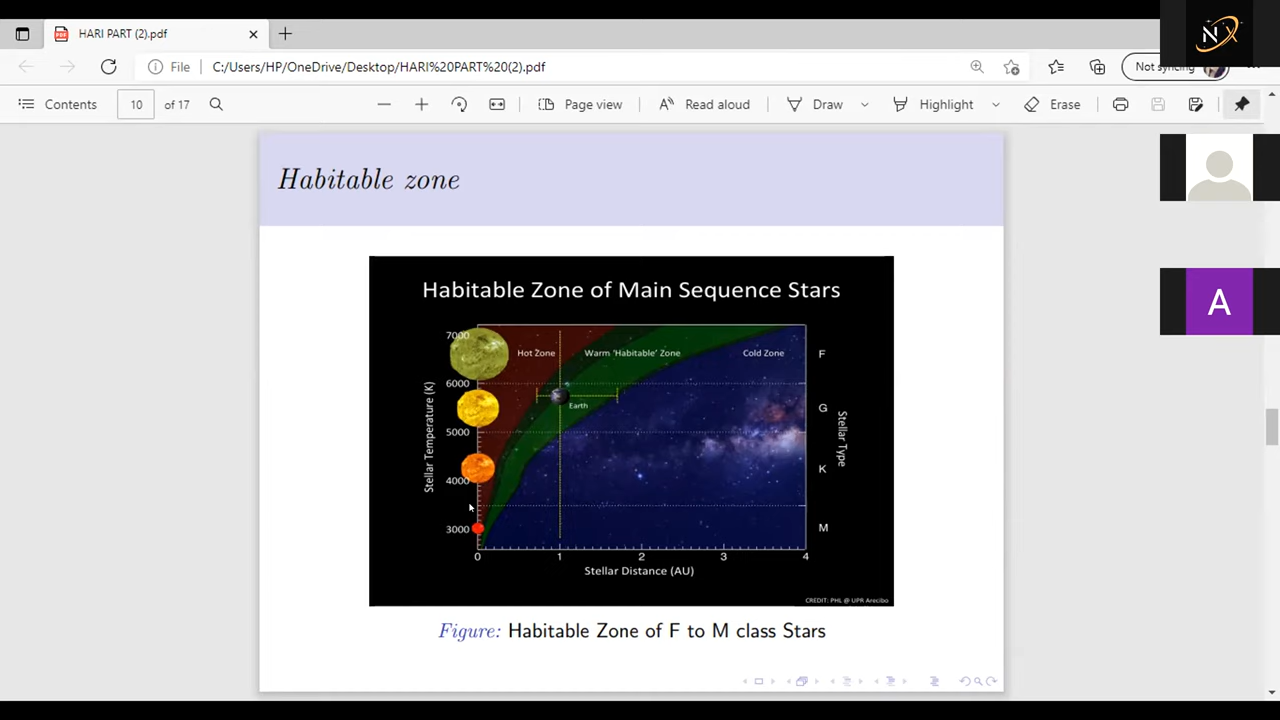 HARI PART (2).pdf
File C:/Users/HP/OneDrive/Desktop/HARI%20PART%20(2).pdf
Not syncing
NX
Contents 10 of 17 Page view Read aloud Draw Highlight Erase
Habitable zone
A
Habitable Zone of Main Sequence Stars
7000
Hot Zone Warm 'Habitable' Zone Cold Zone F
6000
Earth
G
5000
K
4000
M
3000
0 1 2 3 4
Stellar Temperature (K)
Stellar Type
Stellar Distance (AU)
CREDIT: PHL @ UPR Arecibo
Figure: Habitable Zone of F to M class Stars